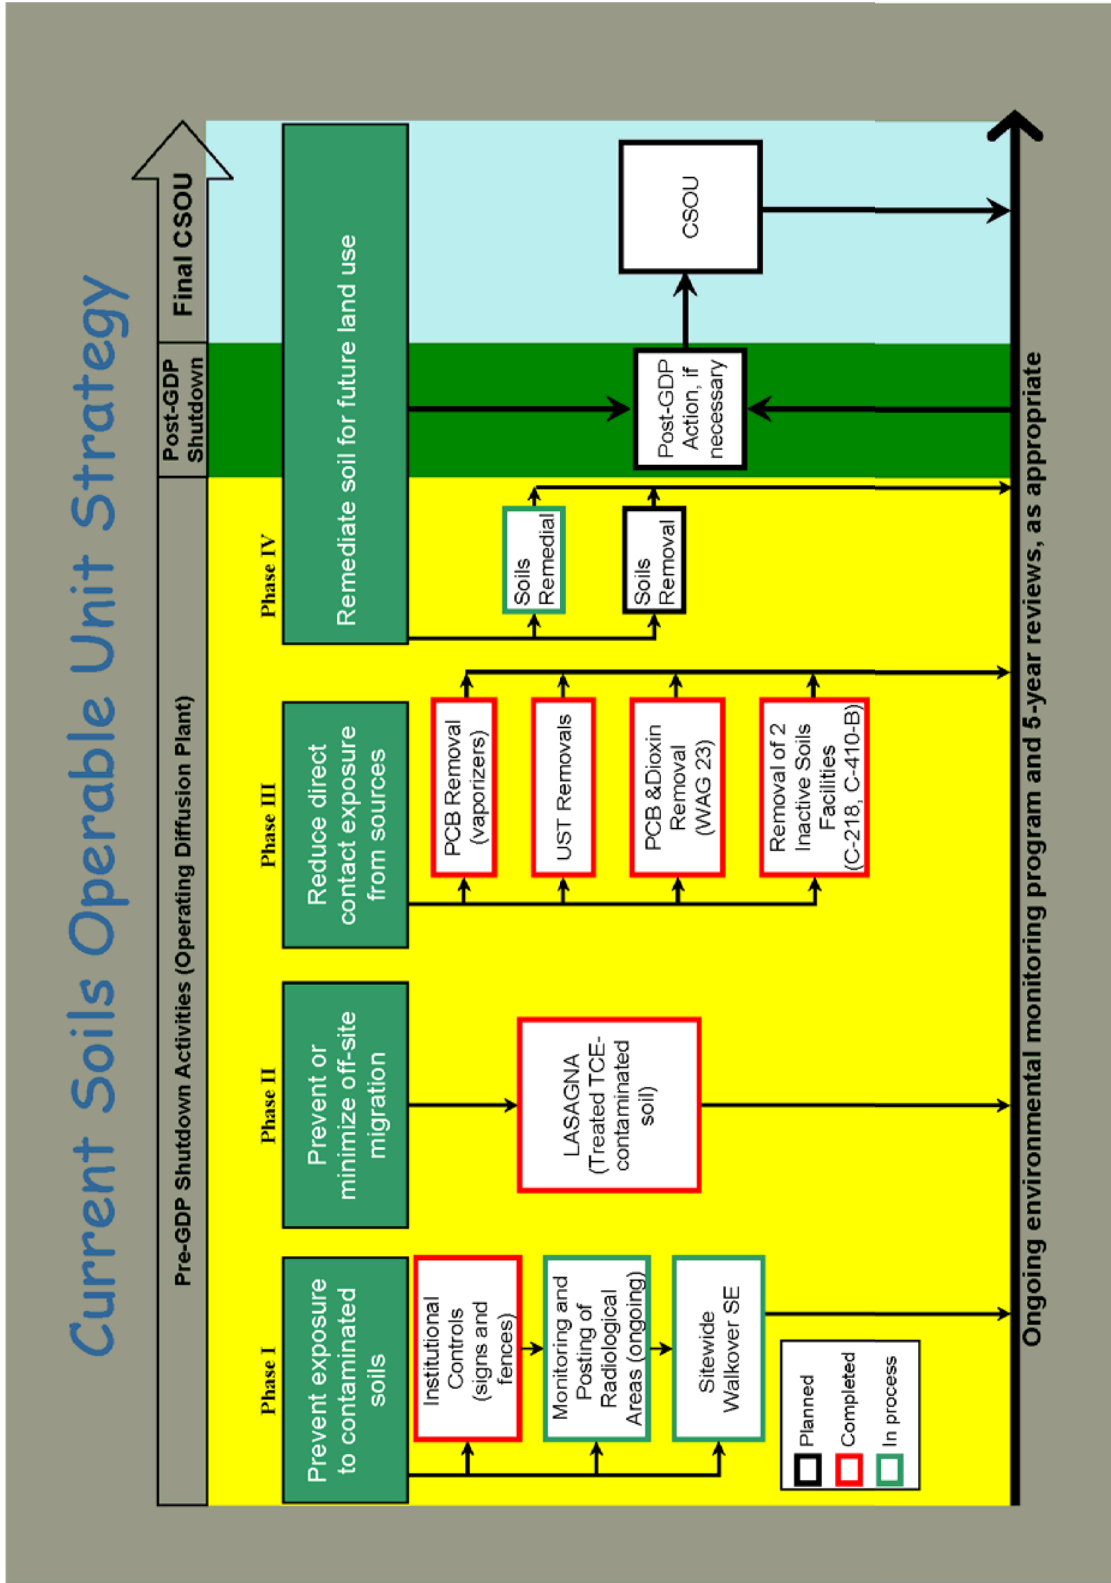 Current Soils Operable Unit Strategy
Pre-GDP Shutdown Activities (Operating Diffusion Plant)
Post-GDP
Shutdown
Final CSOU
Phase I
Prevent exposure
to contaminated
soils
Institutional
Controls
(signs and
fences)
Monitoring and
Posting of
Radiological
Areas (ongoing)
Sitewide
Walkover SE
Phase II
Prevent or
minimize off-site
migration
LASAGNA
(Treated TCE-
contaminated
soil)
Phase III
Reduce direct
contact exposure
from sources
PCB Removal
(vaporizers)
UST Removals
PCB &Dioxin
Removal
(WAG 23)
Removal of 2
Inactive Soils
Facilities
(C-218, C-410-B)
Phase IV
Remediate soil for future land use
Soils
Remedial
Soils
Removal
Post-GDP
Action, if
necessary
CSOU
Planned
Completed
In process
Ongoing environmental monitoring program and 5-year reviews, as appropriate